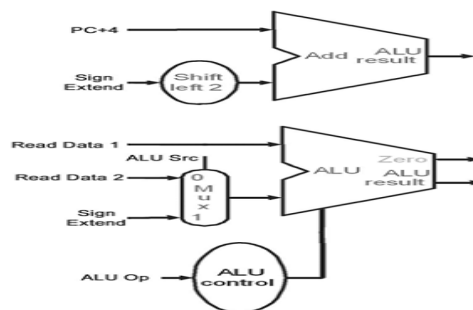 PC+4
Add ALU
result
Sign
Extend
Shift
left 2
Read Data 1
ALU Src
Read Data 2
0
M
u
x
1
Sign
Extend
ALU
Zero
ALU
result
ALU Op
ALU
control